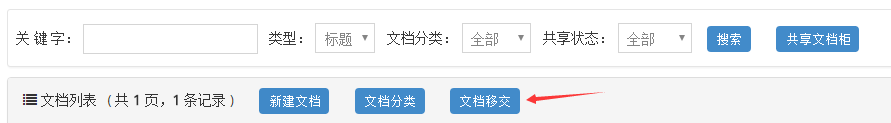 关 键 字： 类型： 标题 文档分类： 全部 共享状态： 全部 搜索 共享文档柜
文档列表 （ 共 1 页，1 条记录 ） 新建文档 文档分类 文档移交